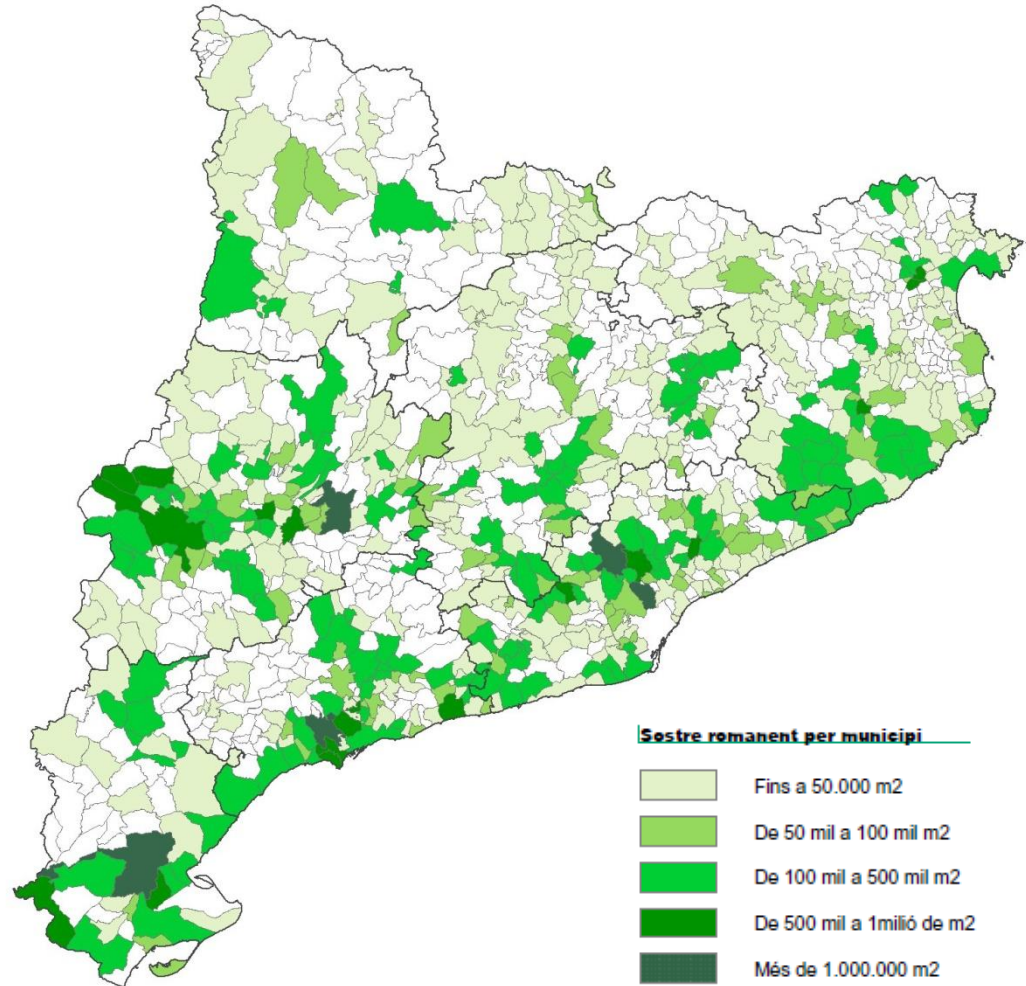 Sostre romanent per municipi
Fins a 50.000 m2
De 50 mil a 100 mil m2
De 100 mil a 500 mil m2
De 500 mil a 1milió de m2
Més de 1.000.000 m2